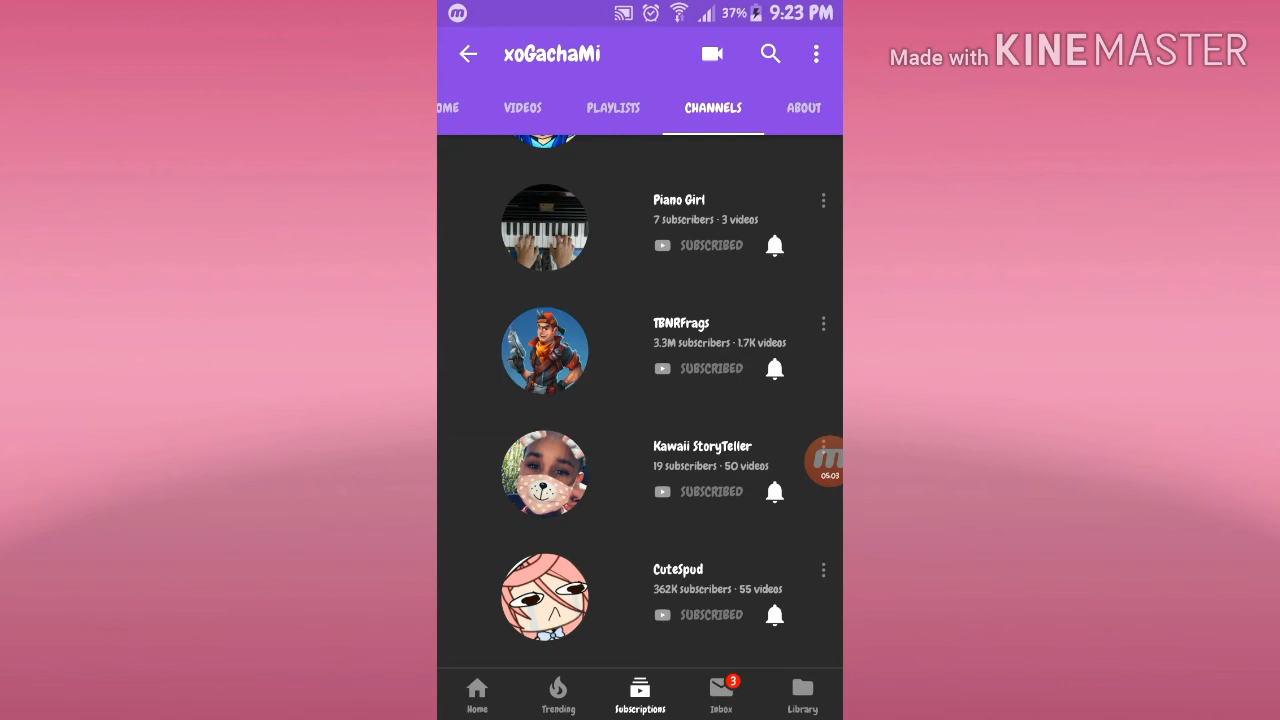 37% 9:23 PM
Made with KINEMASTER
xoGachaMi
OME VIDEOS PLAYLISTS CHANNELS ABOUT
Piano Girl
7 subscribers · 3 videos
SUBSCRIBED
TBNRFrags
3.3M subscribers · 1.7K videos
SUBSCRIBED
Kawaii StoryTeller
19 subscribers · 50 videos
SUBSCRIBED
05:03
CuteSpud
362K subscribers · 55 videos
SUBSCRIBED
3
Home Trending Subscriptions Inbox Library